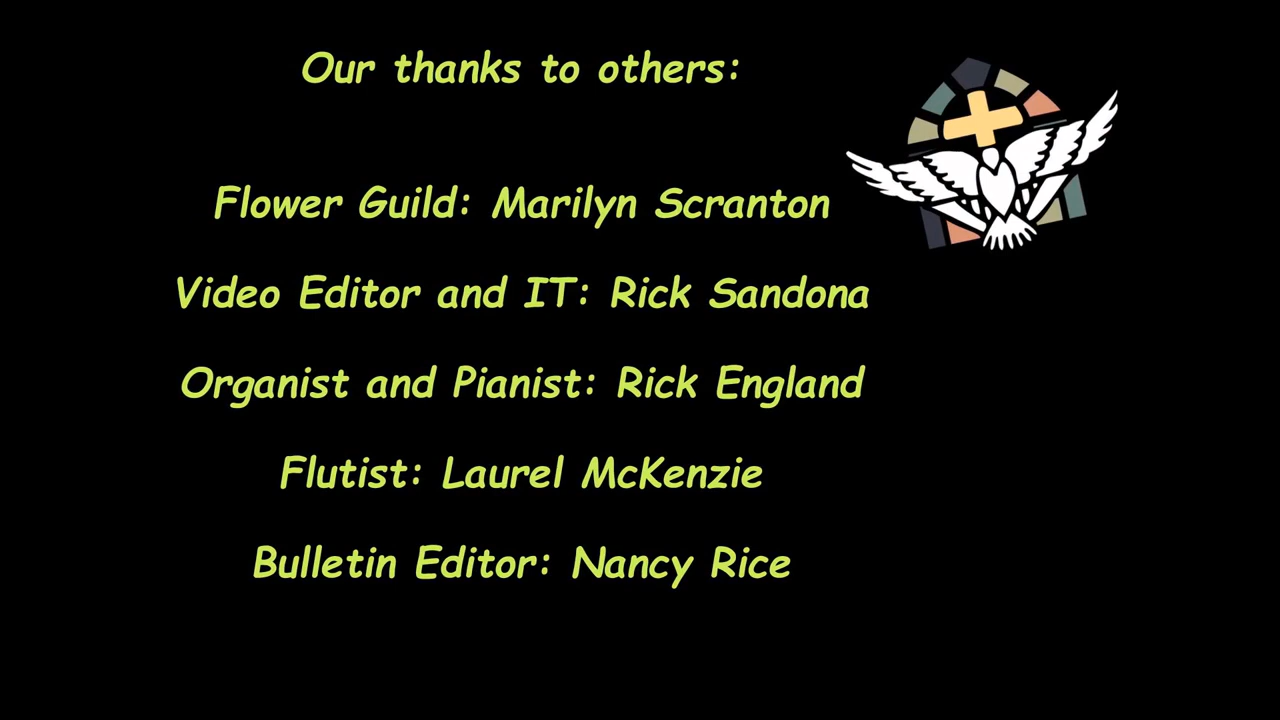 Our thanks to others:
Flower Guild: Marilyn Scranton
Video Editor and IT: Rick Sandona
Organist and Pianist: Rick England
Flutist: Laurel McKenzie
Bulletin Editor: Nancy Rice